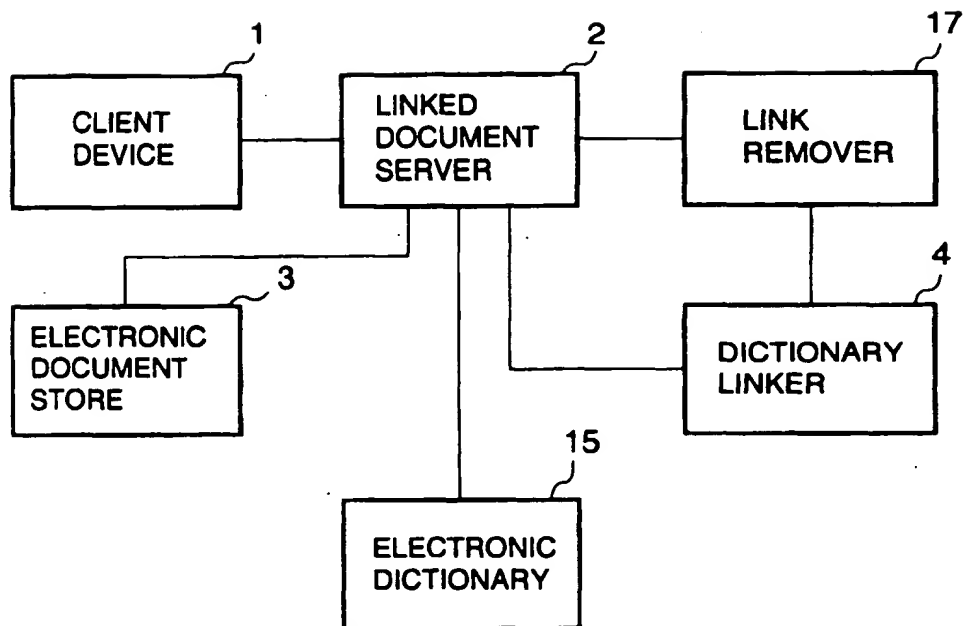 1
CLIENT
DEVICE
2
LINKED
DOCUMENT
SERVER
17
LINK
REMOVER
3
ELECTRONIC
DOCUMENT
STORE
4
DICTIONARY
LINKER
15
ELECTRONIC
DICTIONARY